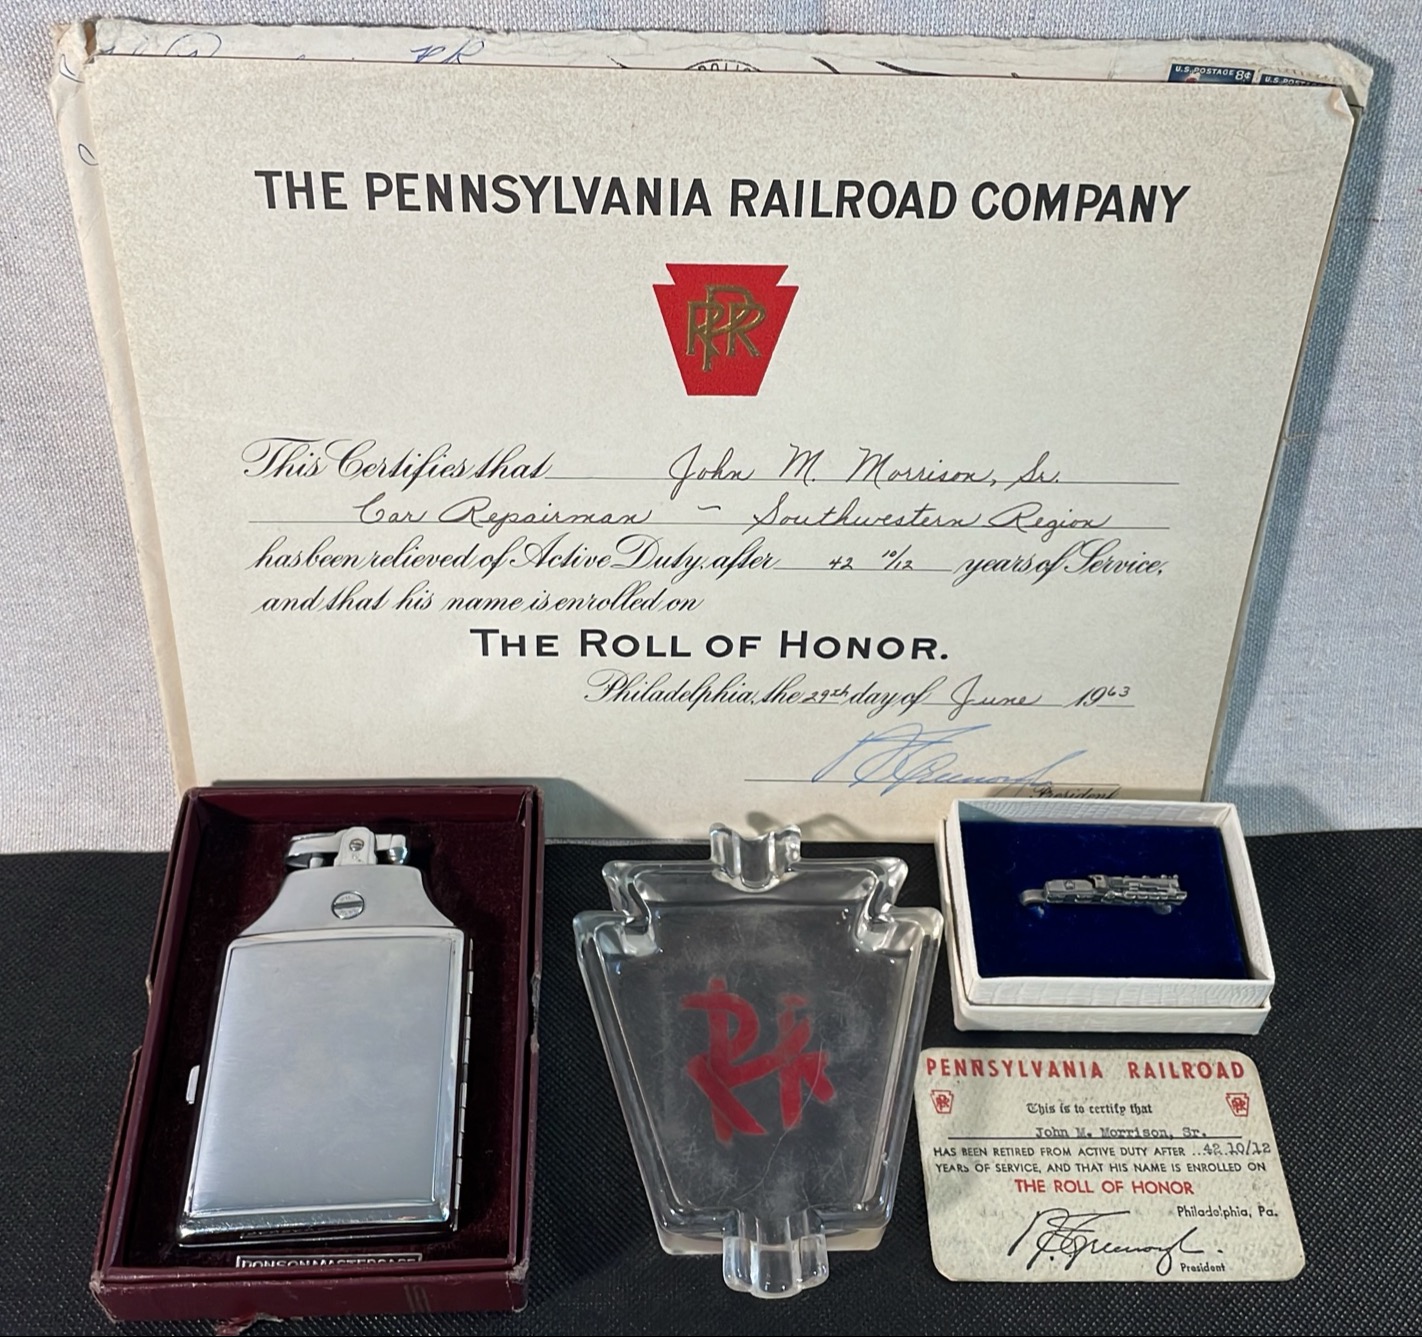 PR
U.S. POSTAGE 8¢
THE PENNSYLVANIA RAILROAD COMPANY
PRR
This Certifies that John M. Morrison, Sr.
Car Repairman ~ Southwestern Region
has been relieved of Active Duty, after 42 10/12 years of Service,
and that his name is enrolled on
THE ROLL OF HONOR.
Philadelphia, the 29th day of June 1963
President
RONSON MASTERCASE
PRR
PENNSYLVANIA RAILROAD
This is to certify that
John M. Morrison, Sr.
HAS BEEN RETIRED FROM ACTIVE DUTY AFTER ..42 10/12
YEARS OF SERVICE, AND THAT HIS NAME IS ENROLLED ON
THE ROLL OF HONOR
Philadelphia, Pa.
President